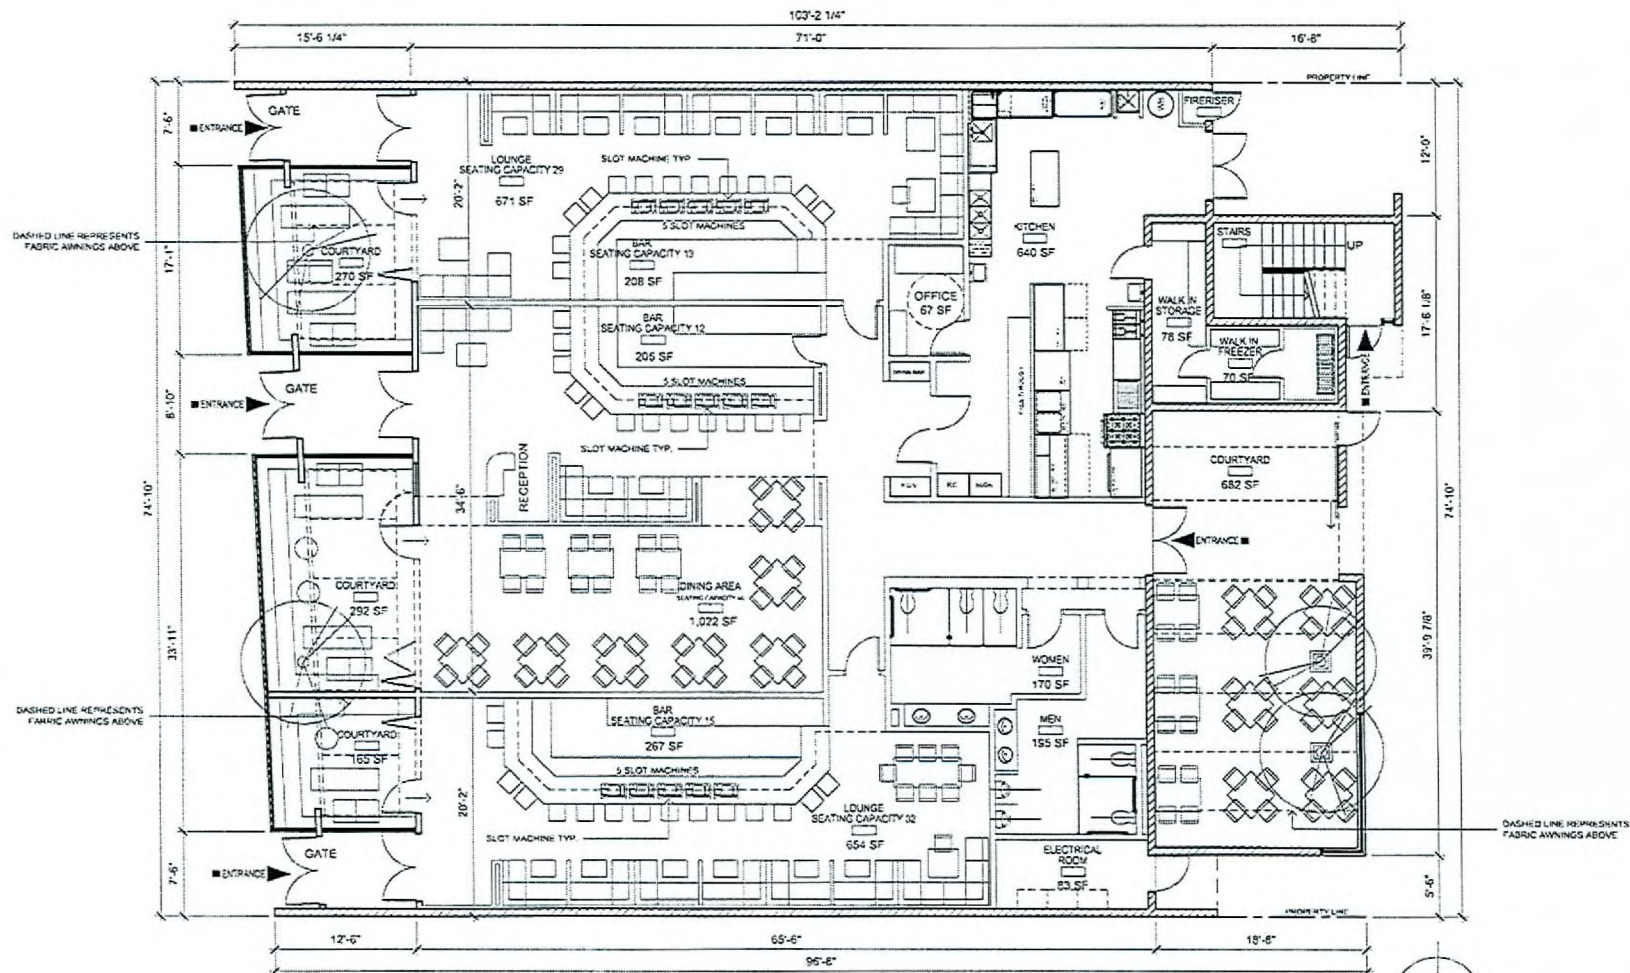 103'-2 1/4"
15'-6 1/4"
71'-0"
16'-8"
PROPERTY LINE
GATE
ENTRANCE
7'-6"
FIRERISER
WH
12'-0"
LOUNGE
SEATING CAPACITY 29
671 SF
SLOT MACHINE TYP
20'-2"
5 SLOT MACHINES
DASHED LINE REPRESENTS
FABRIC AWNINGS ABOVE
17'-1"
COURTYARD
270 SF
BAR
SEATING CAPACITY 13
208 SF
KITCHEN
640 SF
STAIRS
UP
OFFICE
67 SF
WALK IN
STORAGE
78 SF
17'-6 1/8"
BAR
SEATING CAPACITY 12
205 SF
WALK IN
FREEZER
70 SF
ENTRANCE
5 SLOT MACHINES
GATE
ENTRANCE
8'-10"
SLOT MACHINE TYP.
RECEPTION
COURTYARD
682 SF
74'-10"
34'-6"
74'-10"
ENTRANCE
COURTYARD
292 SF
DINING AREA
1,022 SF
33'-11"
39'-9 7/8"
WOMEN
170 SF
DASHED LINE REPRESENTS
FABRIC AWNINGS ABOVE
BAR
SEATING CAPACITY 15
267 SF
MEN
195 SF
COURTYARD
165 SF
5 SLOT MACHINES
20'-2"
LOUNGE
SEATING CAPACITY 32
654 SF
SLOT MACHINE TYP.
DASHED LINE REPRESENTS
FABRIC AWNINGS ABOVE
GATE
ENTRANCE
7'-6"
ELECTRICAL
ROOM
83 SF
5'-6"
PROPERTY LINE
12'-6"
65'-6"
18'-8"
96'-8"